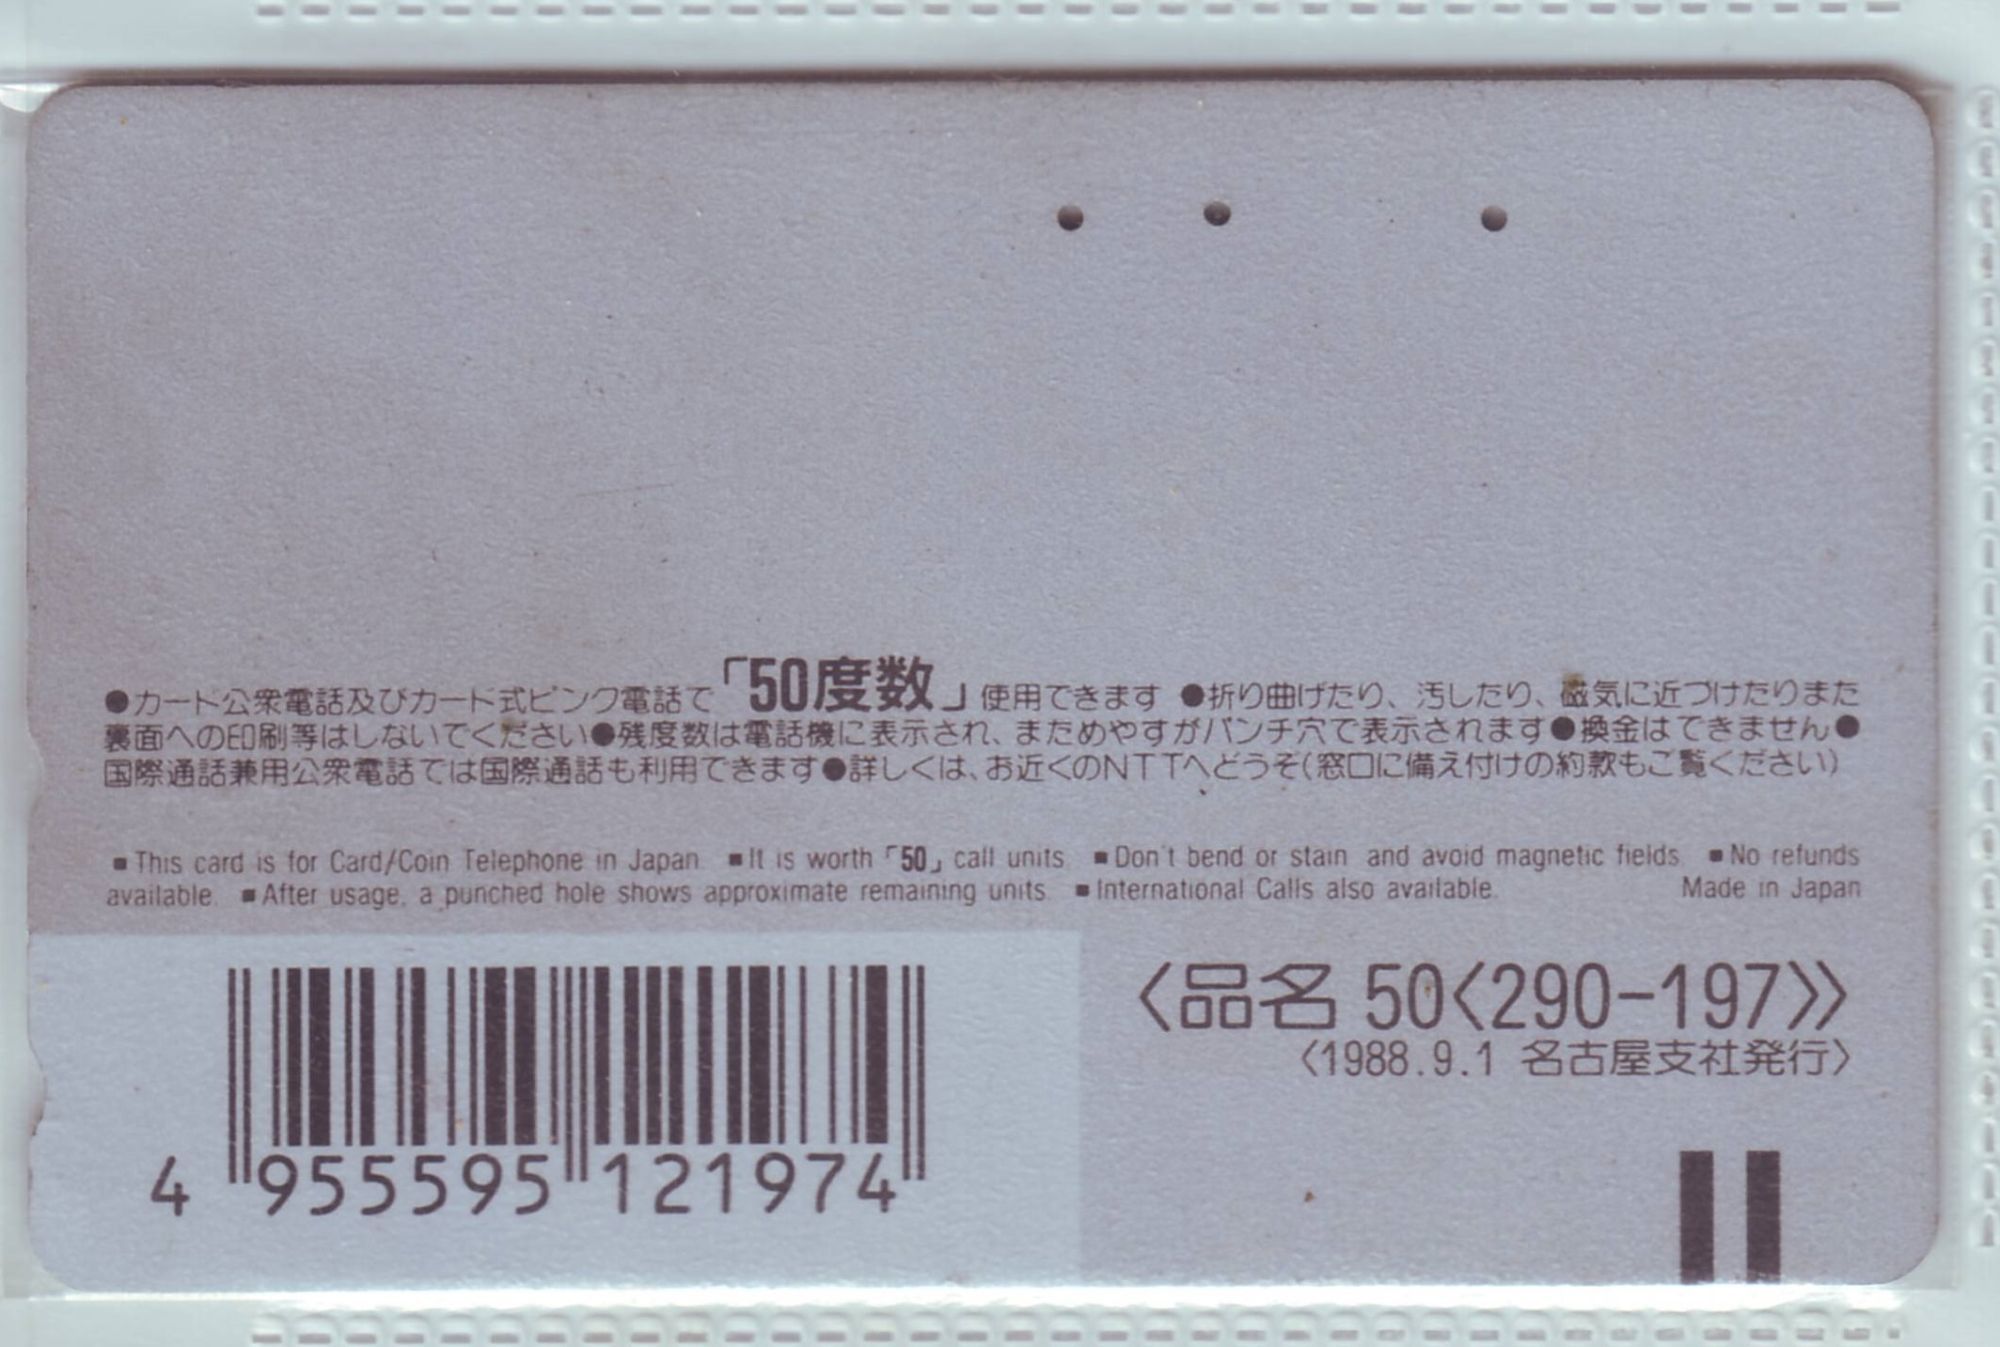 ●カード公衆電話及びカード式ピンク電話で「50度数」使用できます ●折り曲げたり、汚したり、磁気に近づけたりまた
裏面への印刷等はしないでください●残度数は電話機に表示され、まためやすがパンチ穴で表示されます●換金はできません●
国際通話兼用公衆電話では国際通話も利用できます●詳しくは、お近くのNTTへどうぞ(窓口に備え付けの約款もご覧ください)
■This card is for Card/Coin Telephone in Japan. ■It is worth「50」call units. ■Don't bend or stain and avoid magnetic fields. ■No refunds
available. ■After usage, a punched hole shows approximate remaining units. ■International Calls also available. Made in Japan
〈品名 50〈290-197〉〉
〈1988.9.1 名古屋支社発行〉
4 955595 121974